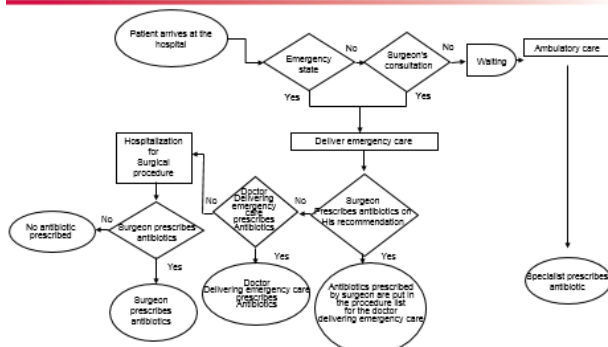 Patient arrives at the
hospital
Emergency
state
No
Surgeon's
consultation
No
Waiting
Ambulatory care
Yes
Yes
Deliver emergency care
Hospitalization
for
Surgical
procedure
No
Doctor
Delivering
emergency
care
prescribes
Antibiotics
No
Surgeon
Prescribes antibiotics on
His recommendation
No antibiotic
prescribed
No
Surgeon prescribes
antibiotics
Yes
Yes
Yes
Surgeon
prescribes
antibiotics
Doctor
Delivering emergency care
prescribes
Antibiotics
Antibiotics prescribed
by surgeon are put in
the procedure list
for the doctor
delivering emergency care
Specialist prescribes
antibiotic